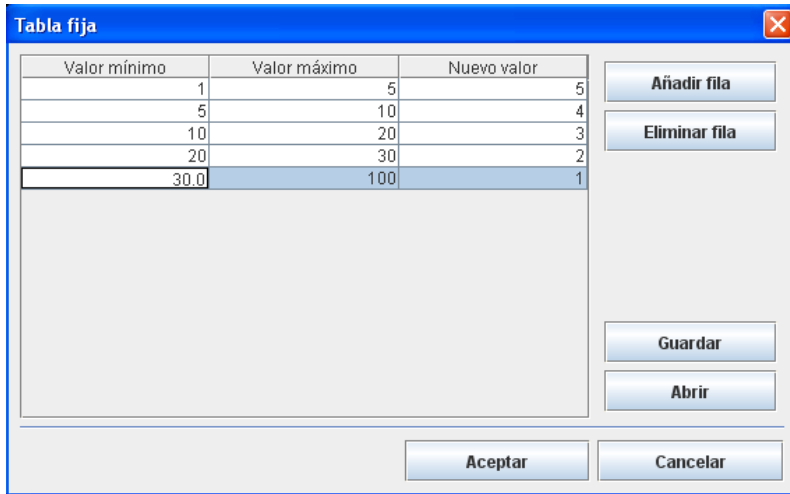 Tabla fija
Valor mínimo Valor máximo Nuevo valor
1 5 5
5 10 4
10 20 3
20 30 2
30.0 100 1
Añadir fila
Eliminar fila
Guardar
Abrir
Aceptar Cancelar